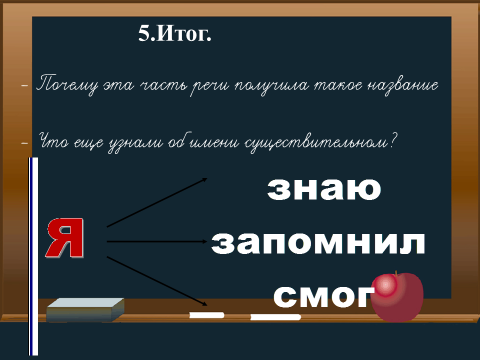 5.Итог.
- Почему эта часть речи получила такое название
- Что еще узнали об имени существительном?
знаю
Я запомнил
смог